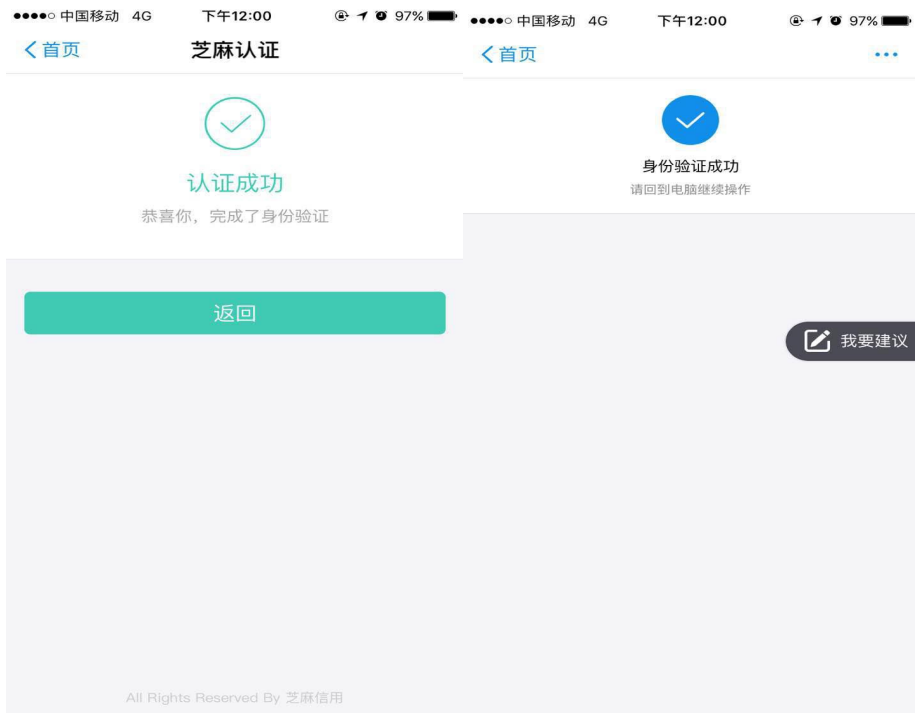 中国移动 4G 下午12:00 97%
首页 芝麻认证
认证成功
恭喜你，完成了身份验证
返回
All Rights Reserved By 芝麻信用
中国移动 4G 下午12:00 97%
首页
身份验证成功
请回到电脑继续操作
我要建议